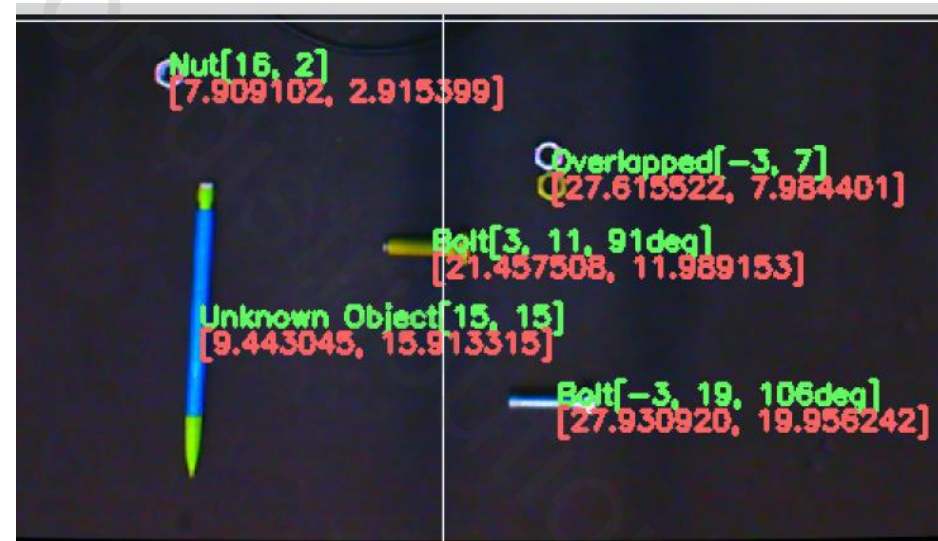 Nut[16, 2]
[7.909102, 2.915399]
Overlapped[-3, 7]
[27.615522, 7.984401]
Bolt[3, 11, 91deg]
[21.457508, 11.989153]
Unknown Object[15, 15]
[9.443045, 15.913315]
Bolt[-3, 19, 106deg]
[27.930920, 19.956242]